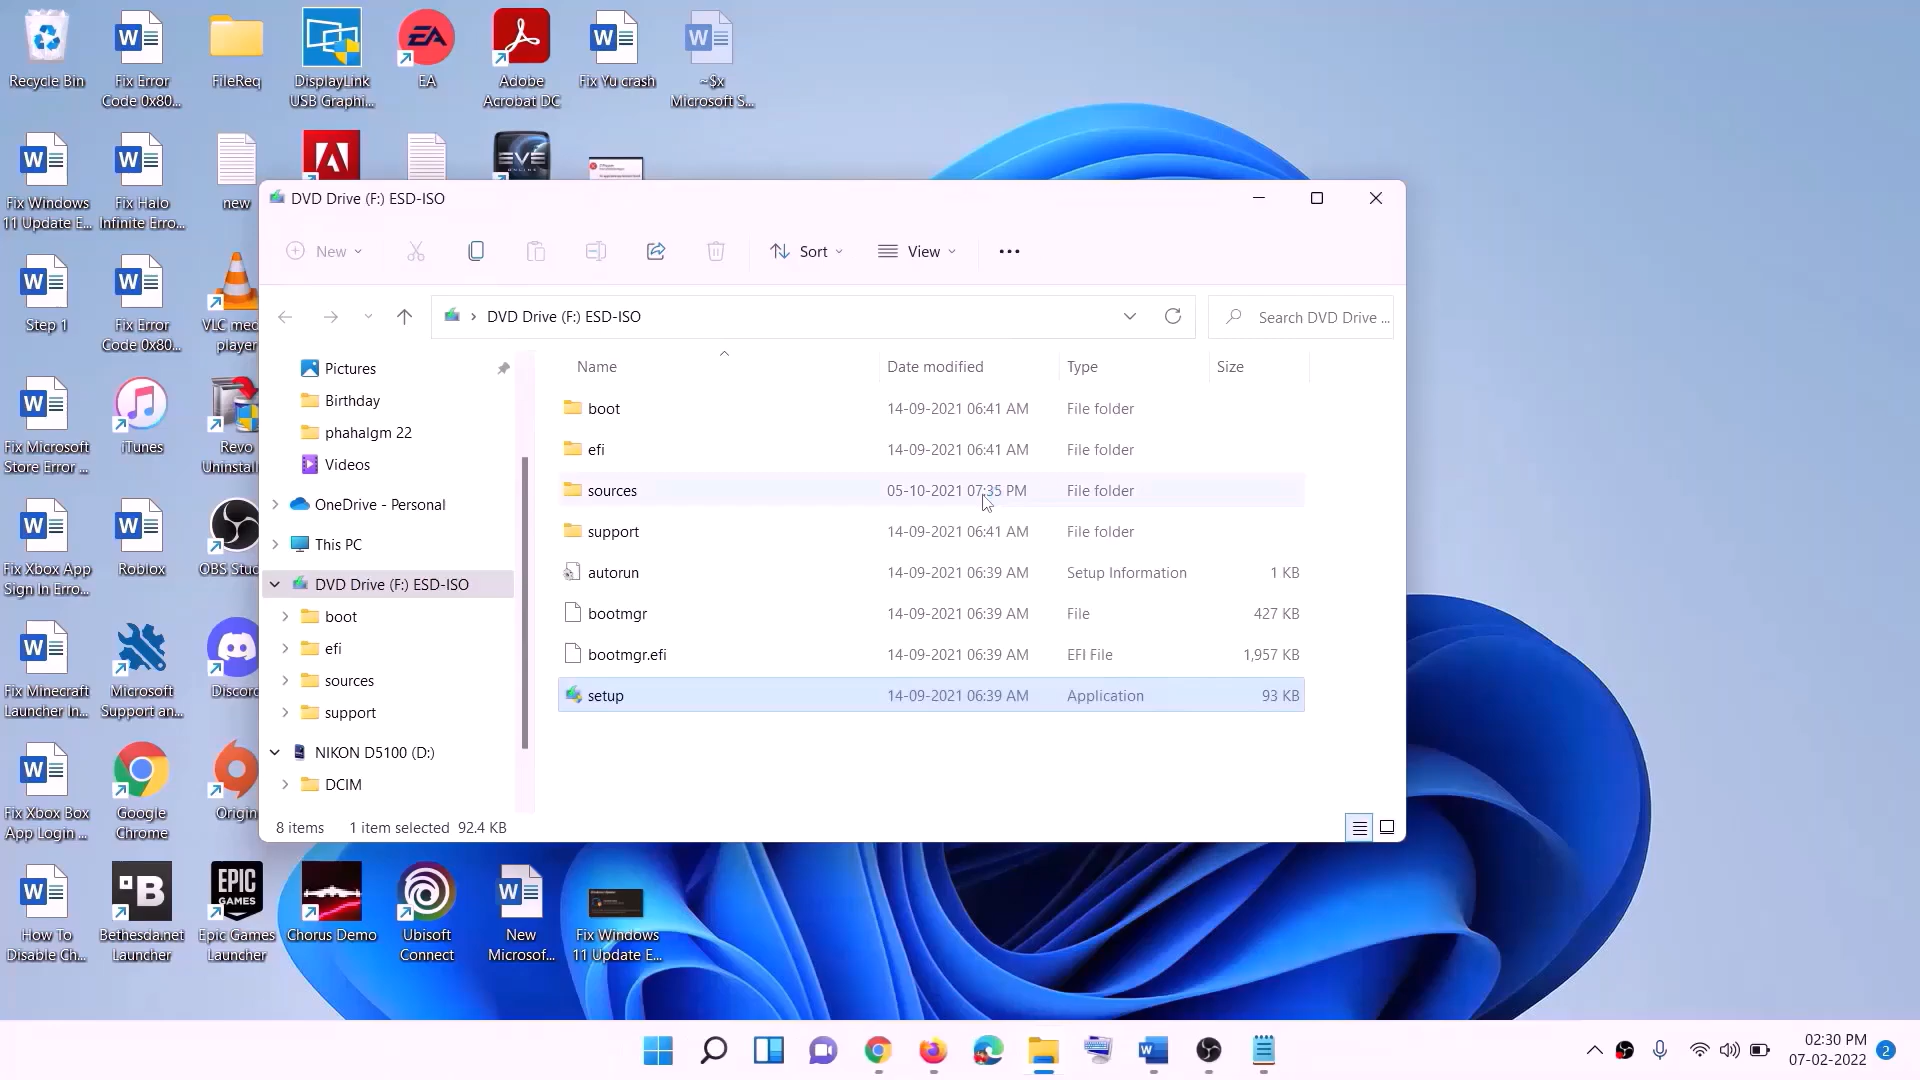 Recycle Bin
Fix Error
Code 0x80...
FileReq
DisplayLink
USB Graphi...
EA
Adobe
Acrobat DC
Fix Yu crash
~$x
Microsoft S...
Fix Windows
11 Update E...
Fix Halo
Infinite Erro...
new
EVE
ONLINE
Step 1
Fix Error
Code 0x80...
VLC med
player
Fix Microsoft
Store Error ...
iTunes
Revo
Uninstall
Fix Xbox App
Sign In Erro...
Roblox
OBS Stud
Fix Minecraft
Launcher In...
Microsoft
Support an...
Discord
Fix Xbox Box
App Login ...
Google
Chrome
Origin
How To
Disable Ch...
Bethesda.net
Launcher
EPIC
GAMES
Epic Games
Launcher
Chorus Demo
Ubisoft
Connect
New
Microsof...
Fix Windows
11 Update E...
DVD Drive (F:) ESD-ISO
New
Sort
View
DVD Drive (F:) ESD-ISO
Search DVD Drive ...
Pictures
Birthday
phahalgm 22
Videos
OneDrive - Personal
This PC
DVD Drive (F:) ESD-ISO
boot
efi
sources
support
NIKON D5100 (D:)
DCIM
Name Date modified Type Size
boot 14-09-2021 06:41 AM File folder
efi 14-09-2021 06:41 AM File folder
sources 05-10-2021 07:35 PM File folder
support 14-09-2021 06:41 AM File folder
autorun 14-09-2021 06:39 AM Setup Information 1 KB
bootmgr 14-09-2021 06:39 AM File 427 KB
bootmgr.efi 14-09-2021 06:39 AM EFI File 1,957 KB
setup 14-09-2021 06:39 AM Application 93 KB
8 items 1 item selected 92.4 KB
02:30 PM
07-02-2022
2